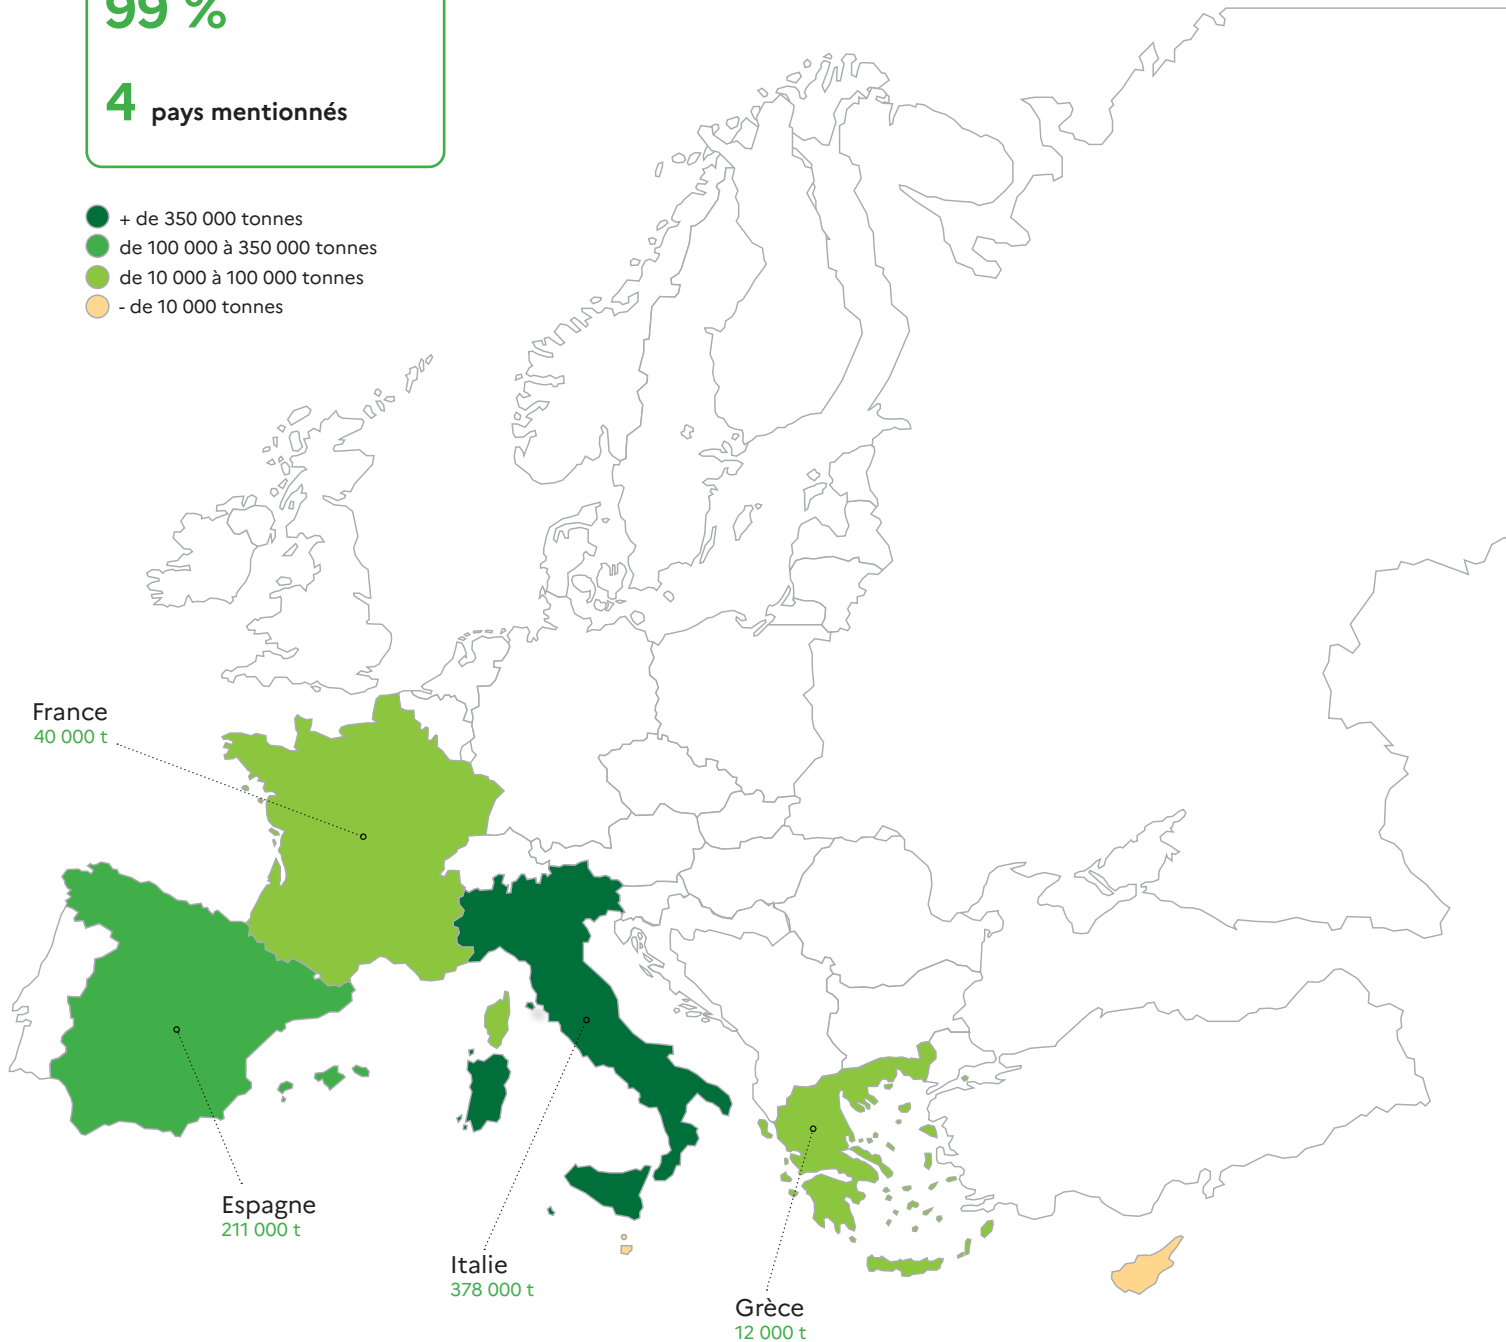 99 %
4 pays mentionnés
+ de 350 000 tonnes
de 100 000 à 350 000 tonnes
de 10 000 à 100 000 tonnes
- de 10 000 tonnes
France
40 000 t
Espagne
211 000 t
Italie
378 000 t
Grèce
12 000 t